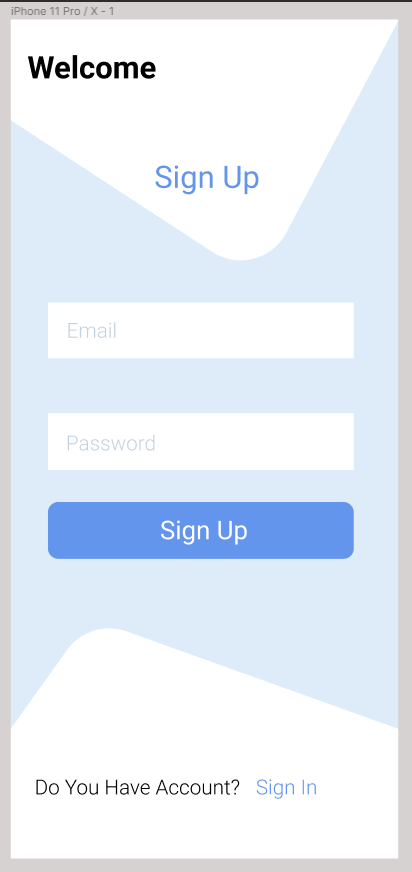 iPhone 11 Pro / X - 1
Welcome
Sign Up
Email
Password
Sign Up
Do You Have Account? Sign In